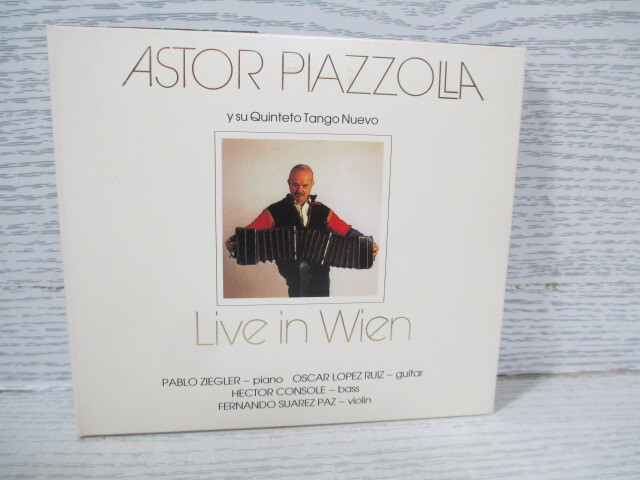 ASTOR PIAZZOLLA
y su Quinteto Tango Nuevo
Live in Wien
PABLO ZIEGLER – piano OSCAR LOPEZ RUIZ – guitar
HECTOR CONSOLE – bass
FERNANDO SUAREZ PAZ – violin